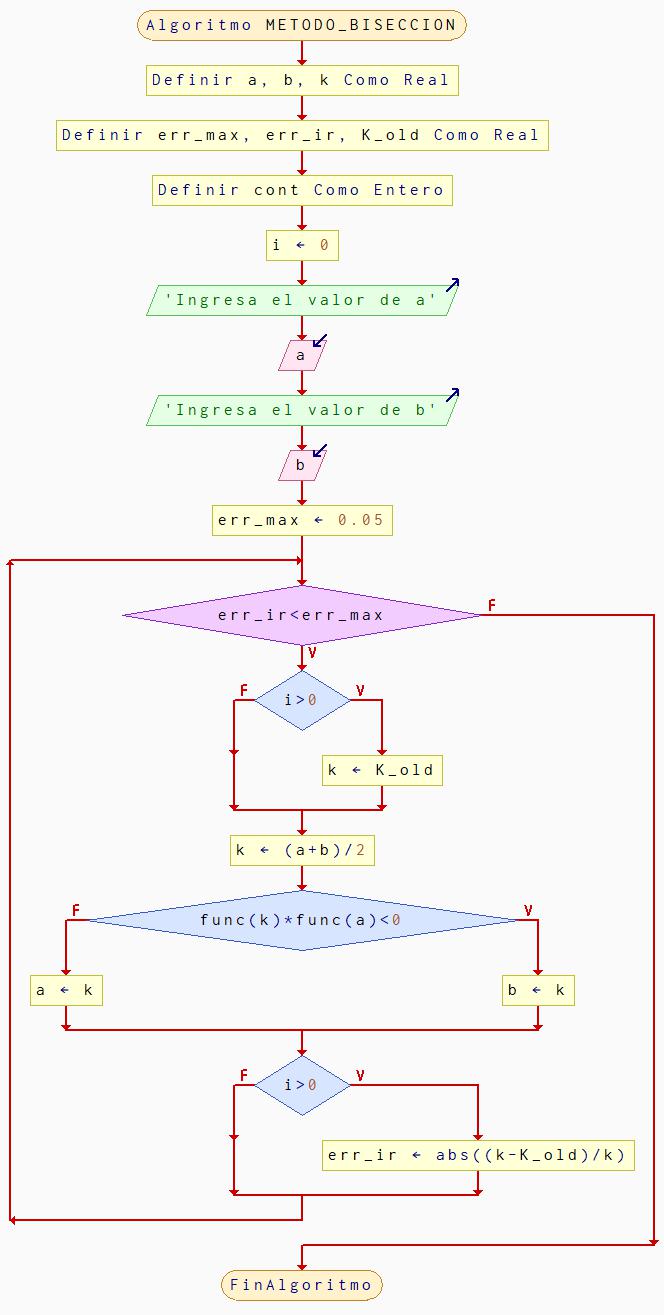 Algoritmo METODO_BISECCION
Definir a, b, k Como Real
Definir err_max, err_ir, K_old Como Real
Definir cont Como Entero
i ← 0
'Ingresa el valor de a'
a
'Ingresa el valor de b'
b
err_max ← 0.05
err_ir<err_max
F
V
F
i>0
V
k ← K_old
k ← (a+b)/2
F
func(k)*func(a)<0
V
a ← k
b ← k
F
i>0
V
err_ir ← abs((k-K_old)/k)
FinAlgoritmo